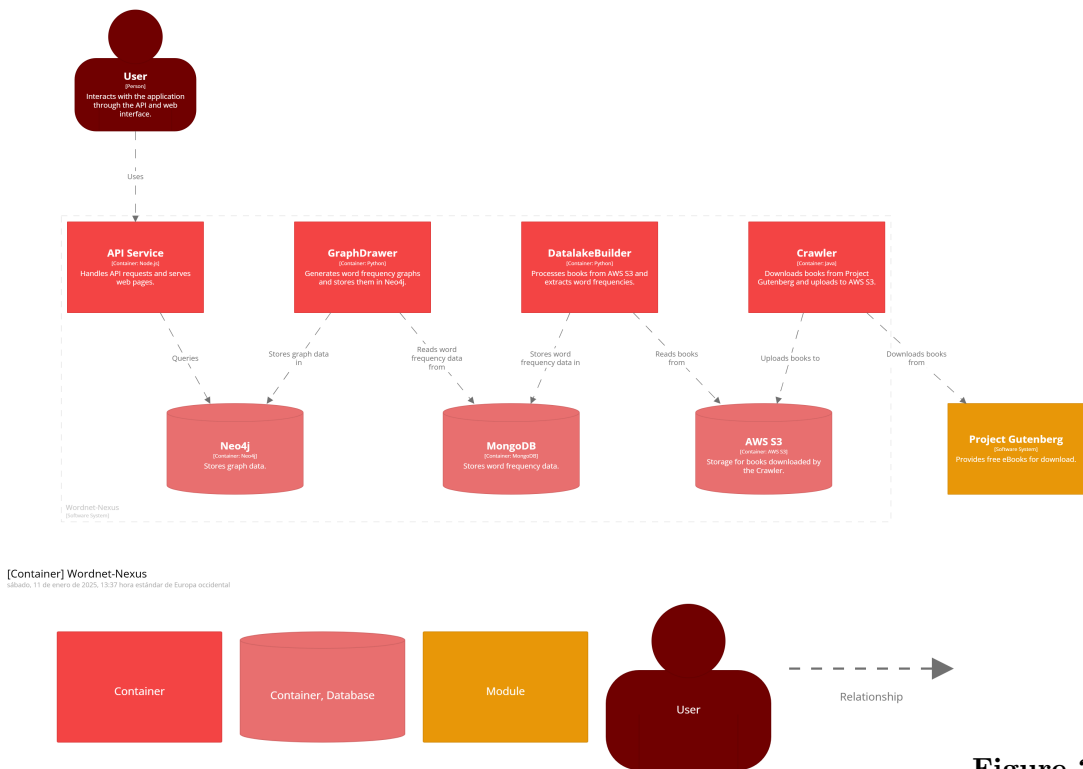 User
[Person]
Interacts with the application
through the API and web
interface.
Uses
API Service
[Container: Node.js]
Handles API requests and serves
web pages.
GraphDrawer
[Container: Python]
Generates word frequency graphs
and stores them in Neo4j.
DatalakeBuilder
[Container: Python]
Processes books from AWS S3 and
extracts word frequencies.
Crawler
[Container: Java]
Downloads books from Project
Gutenberg and uploads to AWS S3.
Queries
Stores graph data
in
Reads word
frequency data
from
Stores word
frequency data in
Reads books
from
Uploads books to
Downloads books
from
Neo4j
[Container: Neo4j]
Stores graph data.
MongoDB
[Container: MongoDB]
Stores word frequency data.
AWS S3
[Container: AWS S3]
Storage for books downloaded by
the Crawler.
Project Gutenberg
[Software System]
Provides free eBooks for download.
Wordnet-Nexus
[Software System]
[Container] Wordnet-Nexus
sábado, 11 de enero de 2025, 13:37 hora estándar de Europa occidental
Container
Container, Database
Module
User
Relationship
Figure